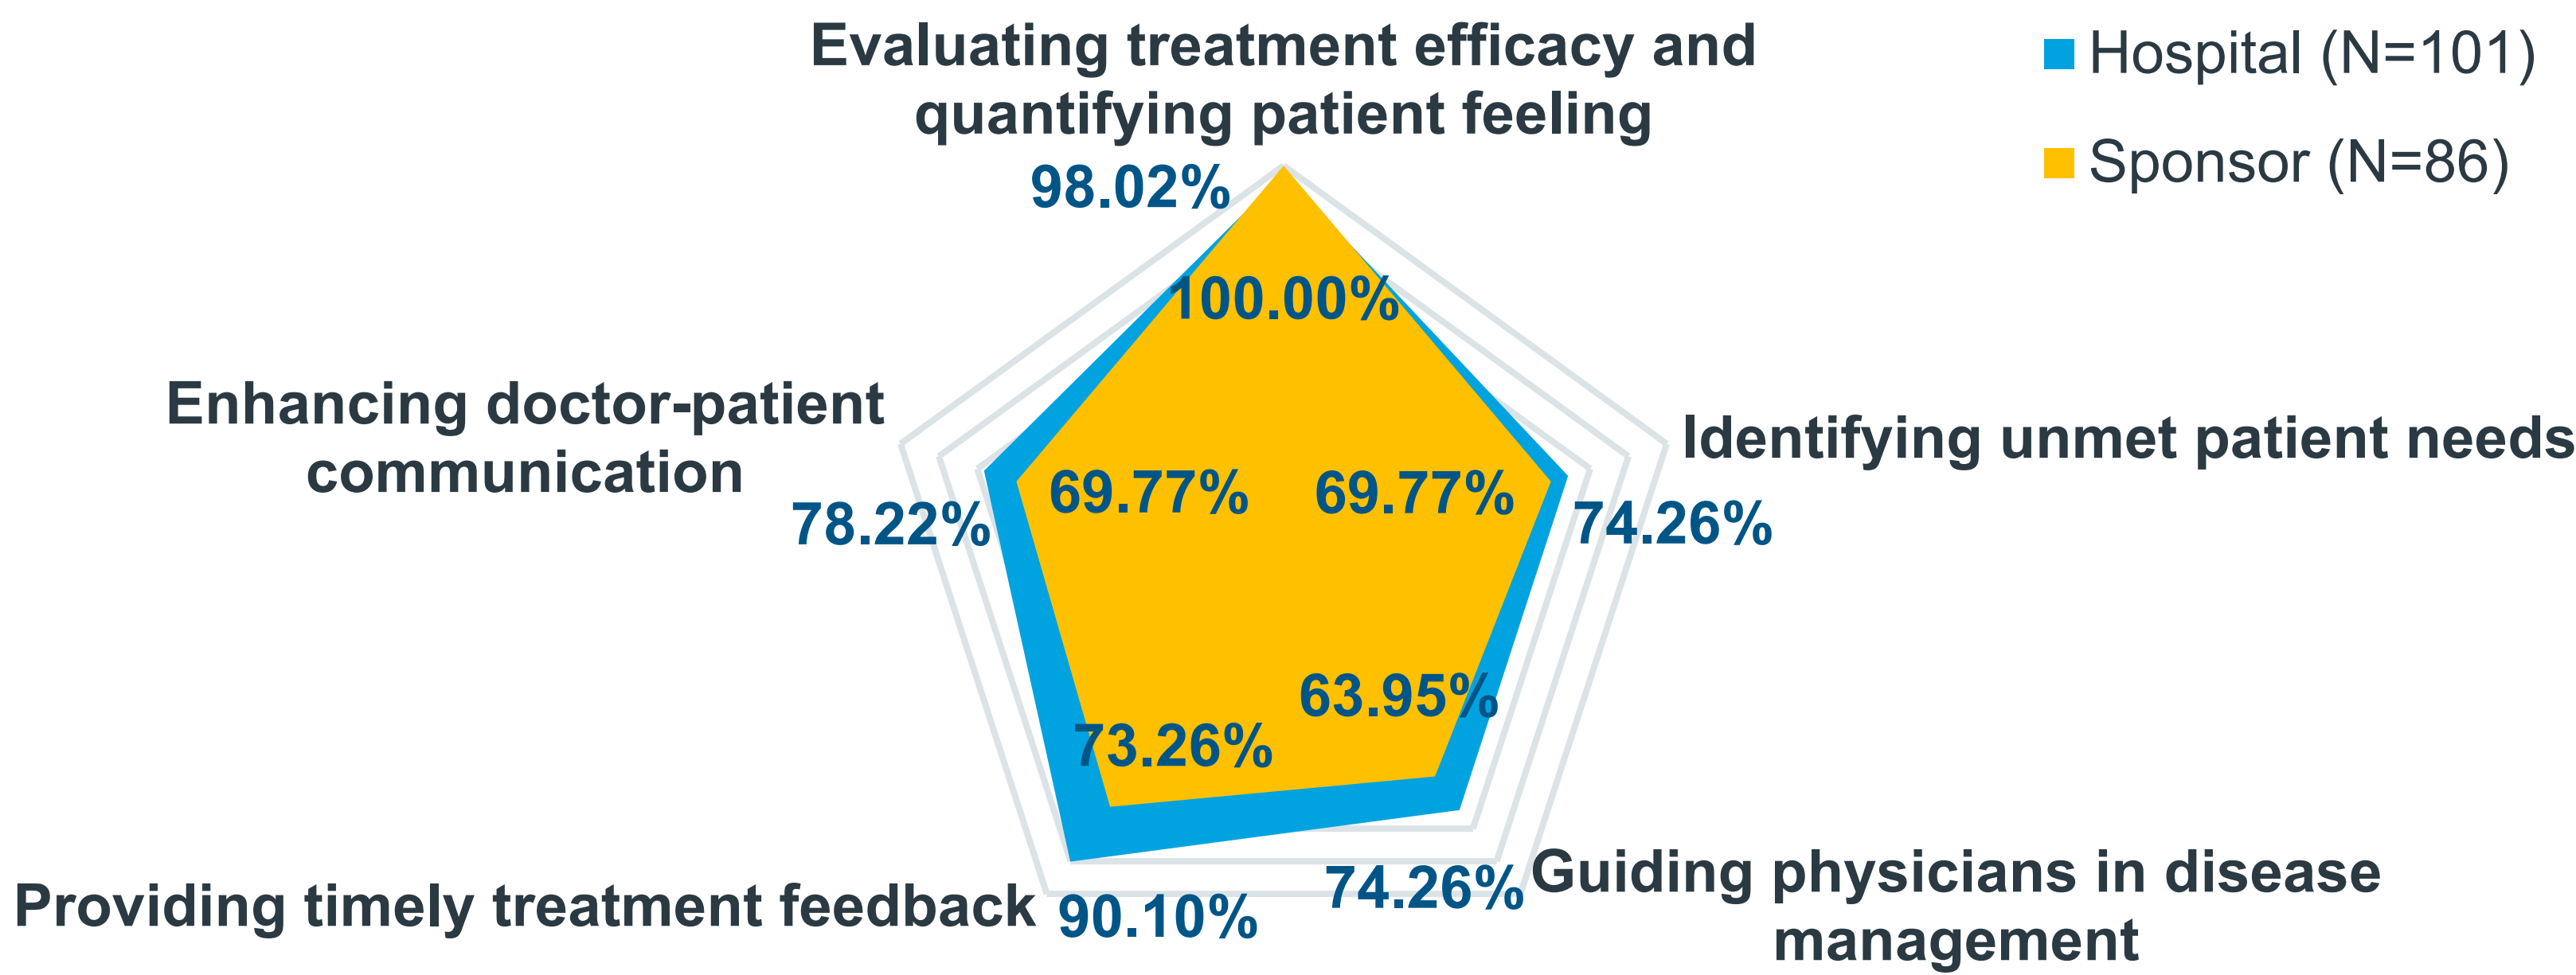 Evaluating treatment efficacy and
quantifying patient feeling
Hospital (N=101)
Sponsor (N=86)
98.02%
100.00%
Enhancing doctor-patient
communication
Identifying unmet patient needs
78.22%
69.77%
69.77%
74.26%
63.95%
73.26%
Providing timely treatment feedback
90.10%
74.26%
Guiding physicians in disease
management